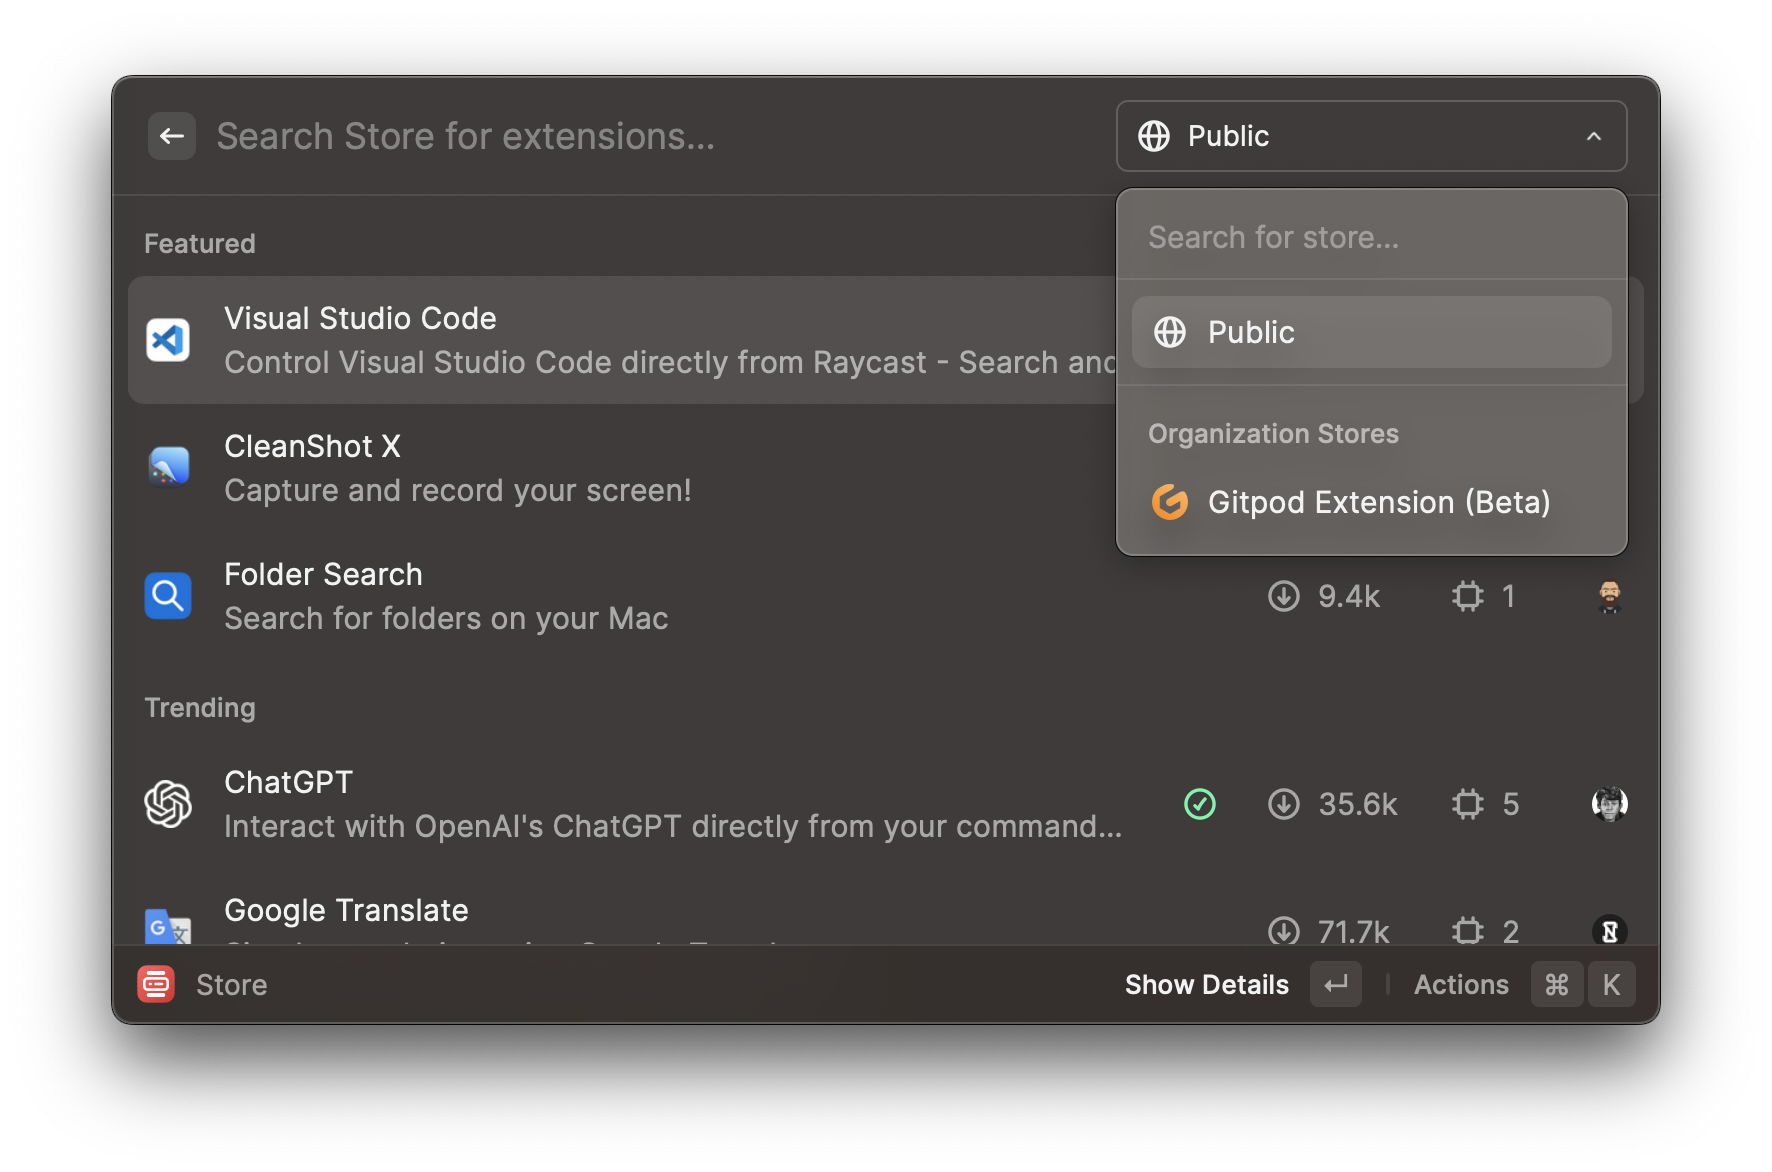 Search Store for extensions...
Public
Search for store...
Public
Organization Stores
Gitpod Extension (Beta)
Featured
Visual Studio Code
Control Visual Studio Code directly from Raycast - Search and
CleanShot X
Capture and record your screen!
Folder Search
Search for folders on your Mac
9.4k
1
Trending
ChatGPT
Interact with OpenAI's ChatGPT directly from your command...
35.6k
5
Google Translate
71.7k
2
Store
Show Details
Actions
⌘
K